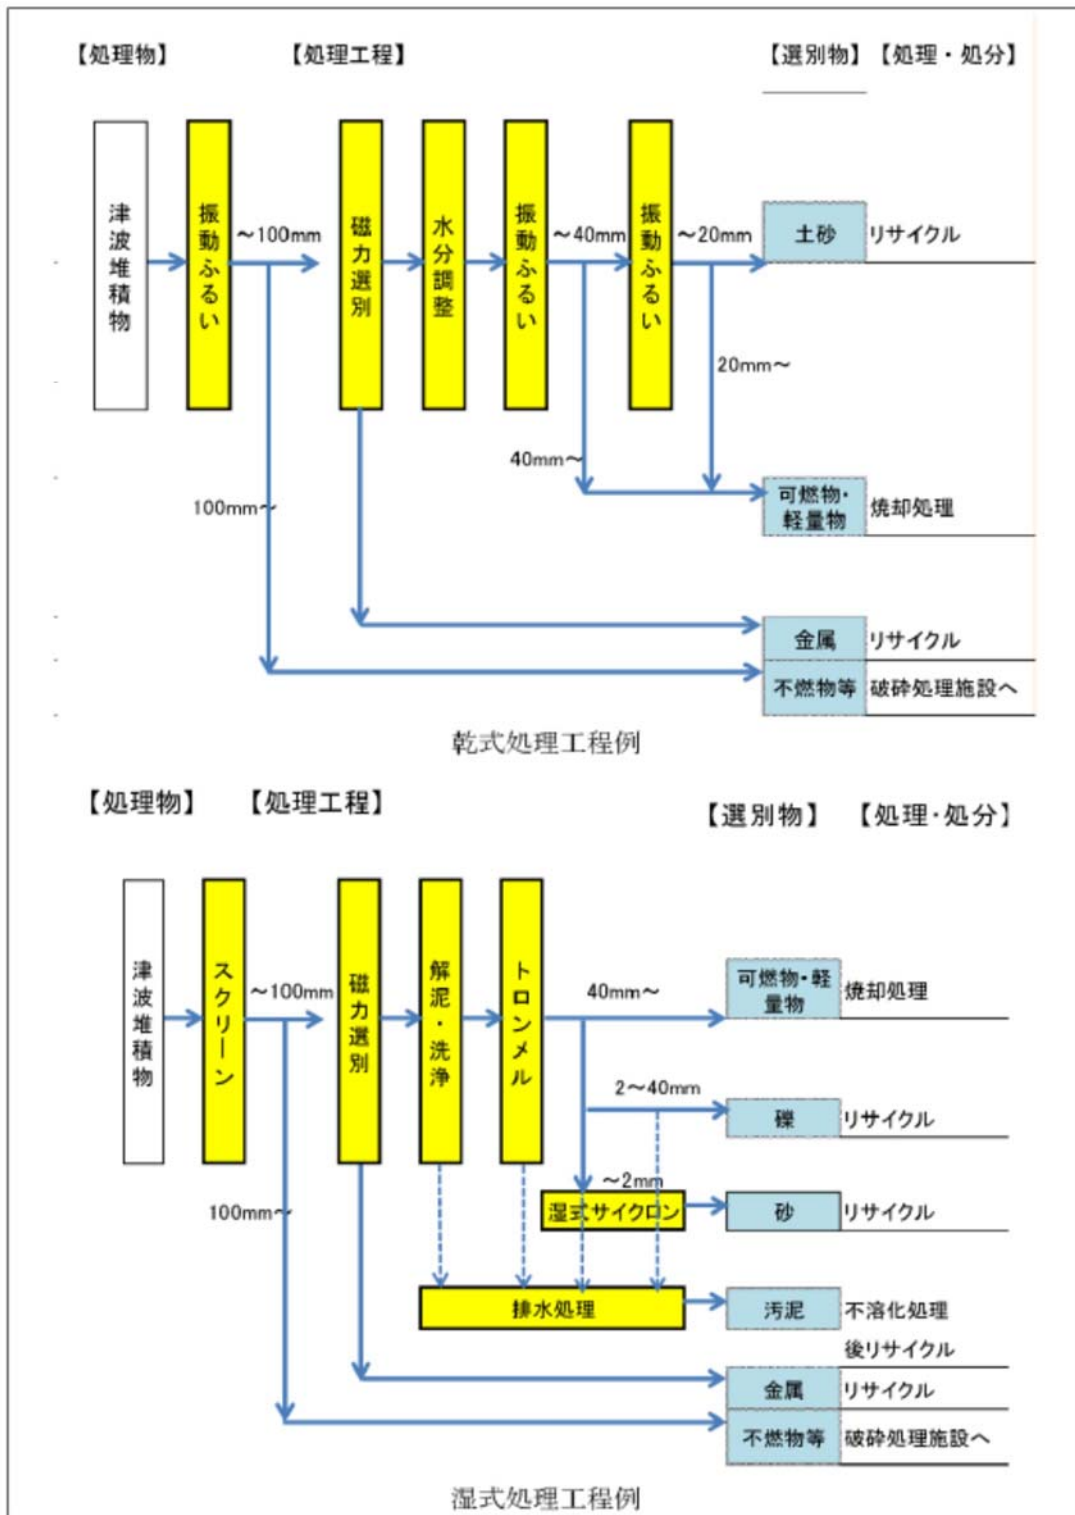 【処理物】 【処理工程】 【選別物】 【処理・処分】
津波堆積物
振動ふるい
～100mm
磁力選別
水分調整
振動ふるい
～40mm
振動ふるい
～20mm
土砂
リサイクル
20mm～
40mm～
100mm～
可燃物・
軽量物
焼却処理
金属
リサイクル
不燃物等
破砕処理施設へ
乾式処理工程例
【処理物】 【処理工程】 【選別物】 【処理・処分】
津波堆積物
スクリーン
～100mm
磁力選別
解泥・洗浄
トロンメル
40mm～
可燃物・軽
量物
焼却処理
2～40mm
礫
リサイクル
～2mm
湿式サイクロン
砂
リサイクル
100mm～
排水処理
汚泥
不溶化処理
後リサイクル
金属
リサイクル
不燃物等
破砕処理施設へ
湿式処理工程例